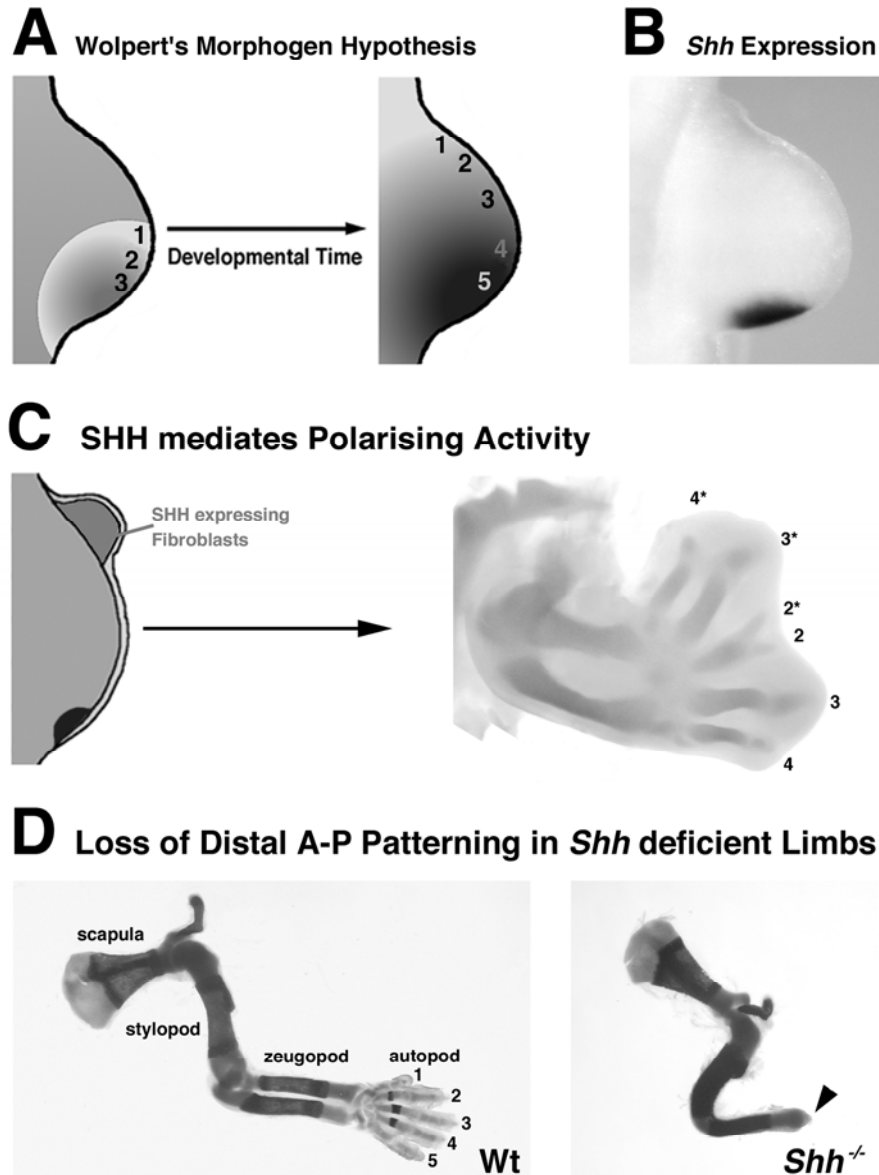 A Wolpert's Morphogen Hypothesis
1
2
3
Developmental Time
1
2
3
4
5
B Shh Expression
C SHH mediates Polarising Activity
SHH expressing
Fibroblasts
4*
3*
2*
2
3
4
D Loss of Distal A-P Patterning in Shh deficient Limbs
scapula
stylopod
zeugopod
autopod
1
2
3
4
5
Wt
Shh -/-